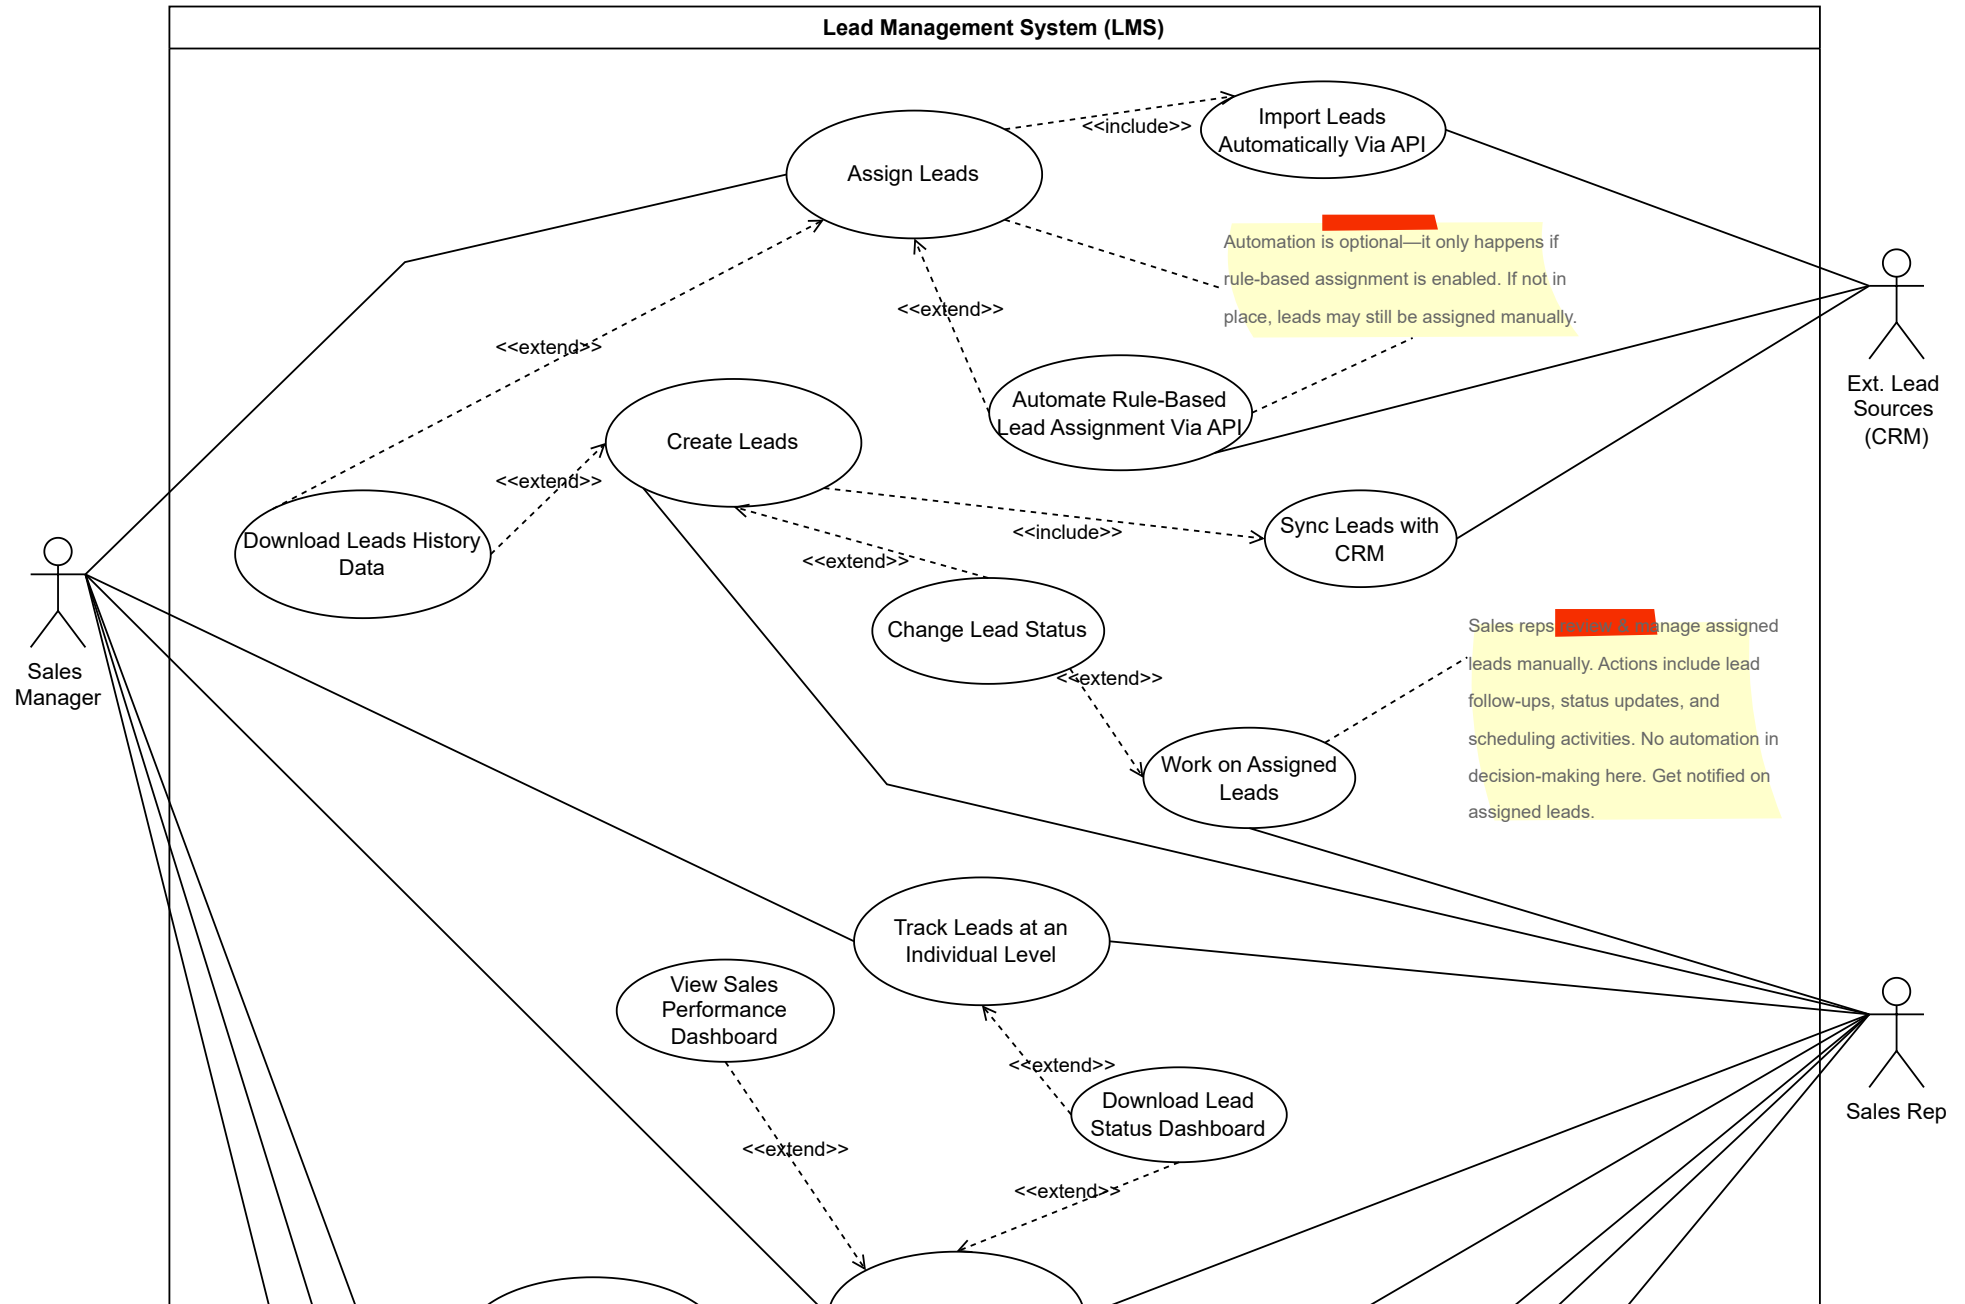 Lead Management System (LMS)
Import Leads
Automatically Via API
<<include>>
Assign Leads
Automation is optional—it only happens if
rule-based assignment is enabled. If not in
place, leads may still be assigned manually.
<<extend>>
<<extend>>
Automate Rule-Based
Lead Assignment Via API
Ext. Lead
Sources
(CRM)
Create Leads
<<extend>>
Download Leads History
Data
<<include>>
Sync Leads with
CRM
<<extend>>
Change Lead Status
Sales
Manager
<<extend>>
Sales reps review & manage assigned
leads manually. Actions include lead
follow-ups, status updates, and
scheduling activities. No automation in
decision-making here. Get notified on
assigned leads.
Work on Assigned
Leads
Track Leads at an
Individual Level
View Sales
Performance
Dashboard
<<extend>>
Download Lead
Status Dashboard
Sales Rep
<<extend>>
<<extend>>